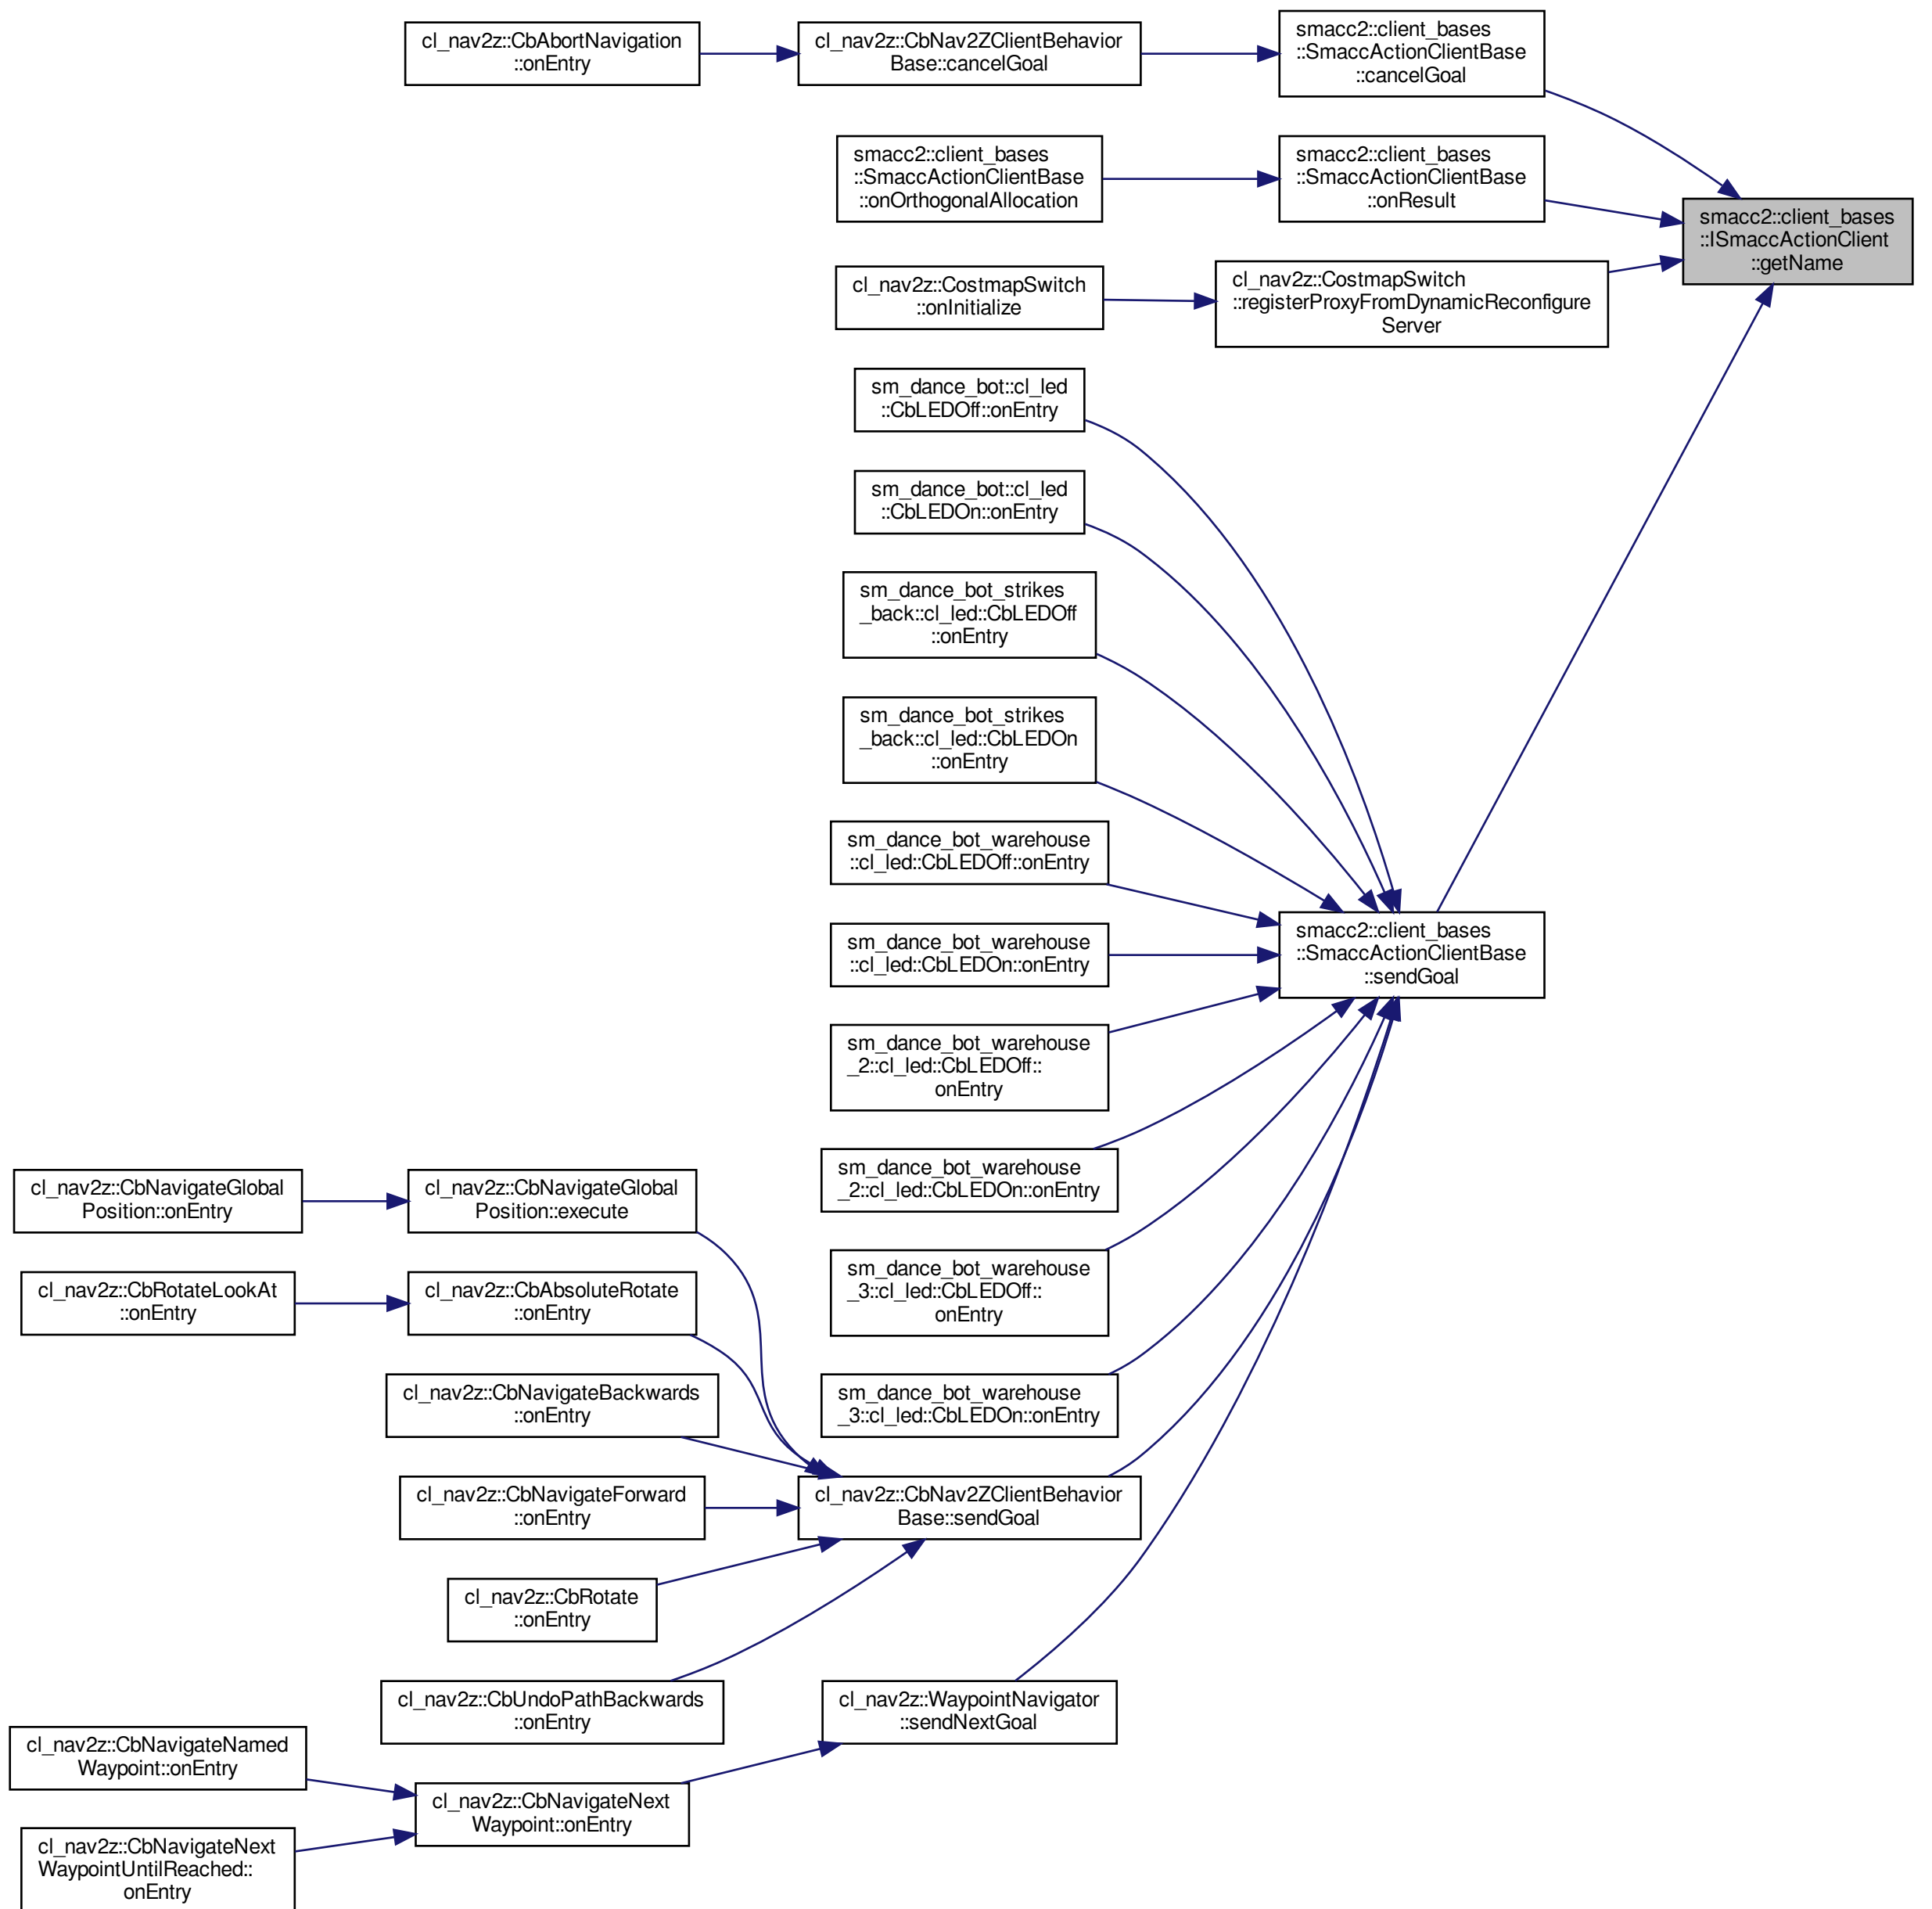 cl_nav2z::CbAbortNavigation
::onEntry
cl_nav2z::CbNav2ZClientBehavior
Base::cancelGoal
smacc2::client_bases
::SmaccActionClientBase
::cancelGoal
smacc2::client_bases
::SmaccActionClientBase
::onOrthogonalAllocation
smacc2::client_bases
::SmaccActionClientBase
::onResult
smacc2::client_bases
::ISmaccActionClient
::getName
cl_nav2z::CostmapSwitch
::onInitialize
cl_nav2z::CostmapSwitch
::registerProxyFromDynamicReconfigure
Server
sm_dance_bot::cl_led
::CbLEDOff::onEntry
sm_dance_bot::cl_led
::CbLEDOn::onEntry
sm_dance_bot_strikes
_back::cl_led::CbLEDOff
::onEntry
sm_dance_bot_strikes
_back::cl_led::CbLEDOn
::onEntry
sm_dance_bot_warehouse
::cl_led::CbLEDOff::onEntry
sm_dance_bot_warehouse
::cl_led::CbLEDOn::onEntry
smacc2::client_bases
::SmaccActionClientBase
::sendGoal
sm_dance_bot_warehouse
_2::cl_led::CbLEDOff::
onEntry
sm_dance_bot_warehouse
_2::cl_led::CbLEDOn::onEntry
cl_nav2z::CbNavigateGlobal
Position::onEntry
cl_nav2z::CbNavigateGlobal
Position::execute
sm_dance_bot_warehouse
_3::cl_led::CbLEDOff::
onEntry
cl_nav2z::CbRotateLookAt
::onEntry
cl_nav2z::CbAbsoluteRotate
::onEntry
sm_dance_bot_warehouse
_3::cl_led::CbLEDOn::onEntry
cl_nav2z::CbNavigateBackwards
::onEntry
cl_nav2z::CbNavigateForward
::onEntry
cl_nav2z::CbNav2ZClientBehavior
Base::sendGoal
cl_nav2z::CbRotate
::onEntry
cl_nav2z::CbUndoPathBackwards
::onEntry
cl_nav2z::WaypointNavigator
::sendNextGoal
cl_nav2z::CbNavigateNamed
Waypoint::onEntry
cl_nav2z::CbNavigateNext
Waypoint::onEntry
cl_nav2z::CbNavigateNext
WaypointUntilReached::
onEntry